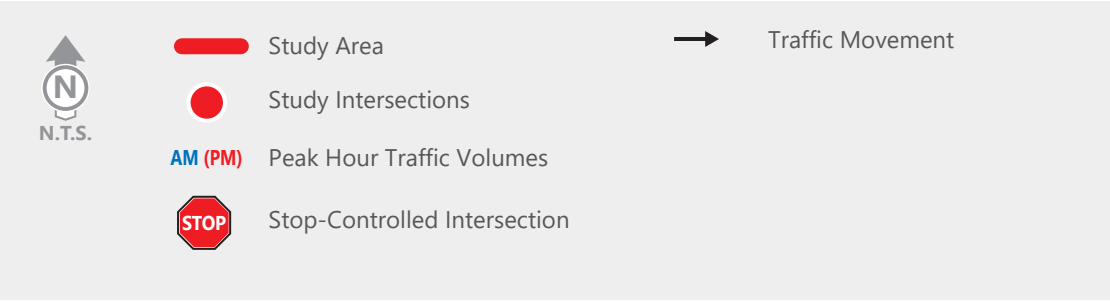 N
N.T.S.
Study Area
Study Intersections
AM (PM) Peak Hour Traffic Volumes
STOP Stop-Controlled Intersection
Traffic Movement